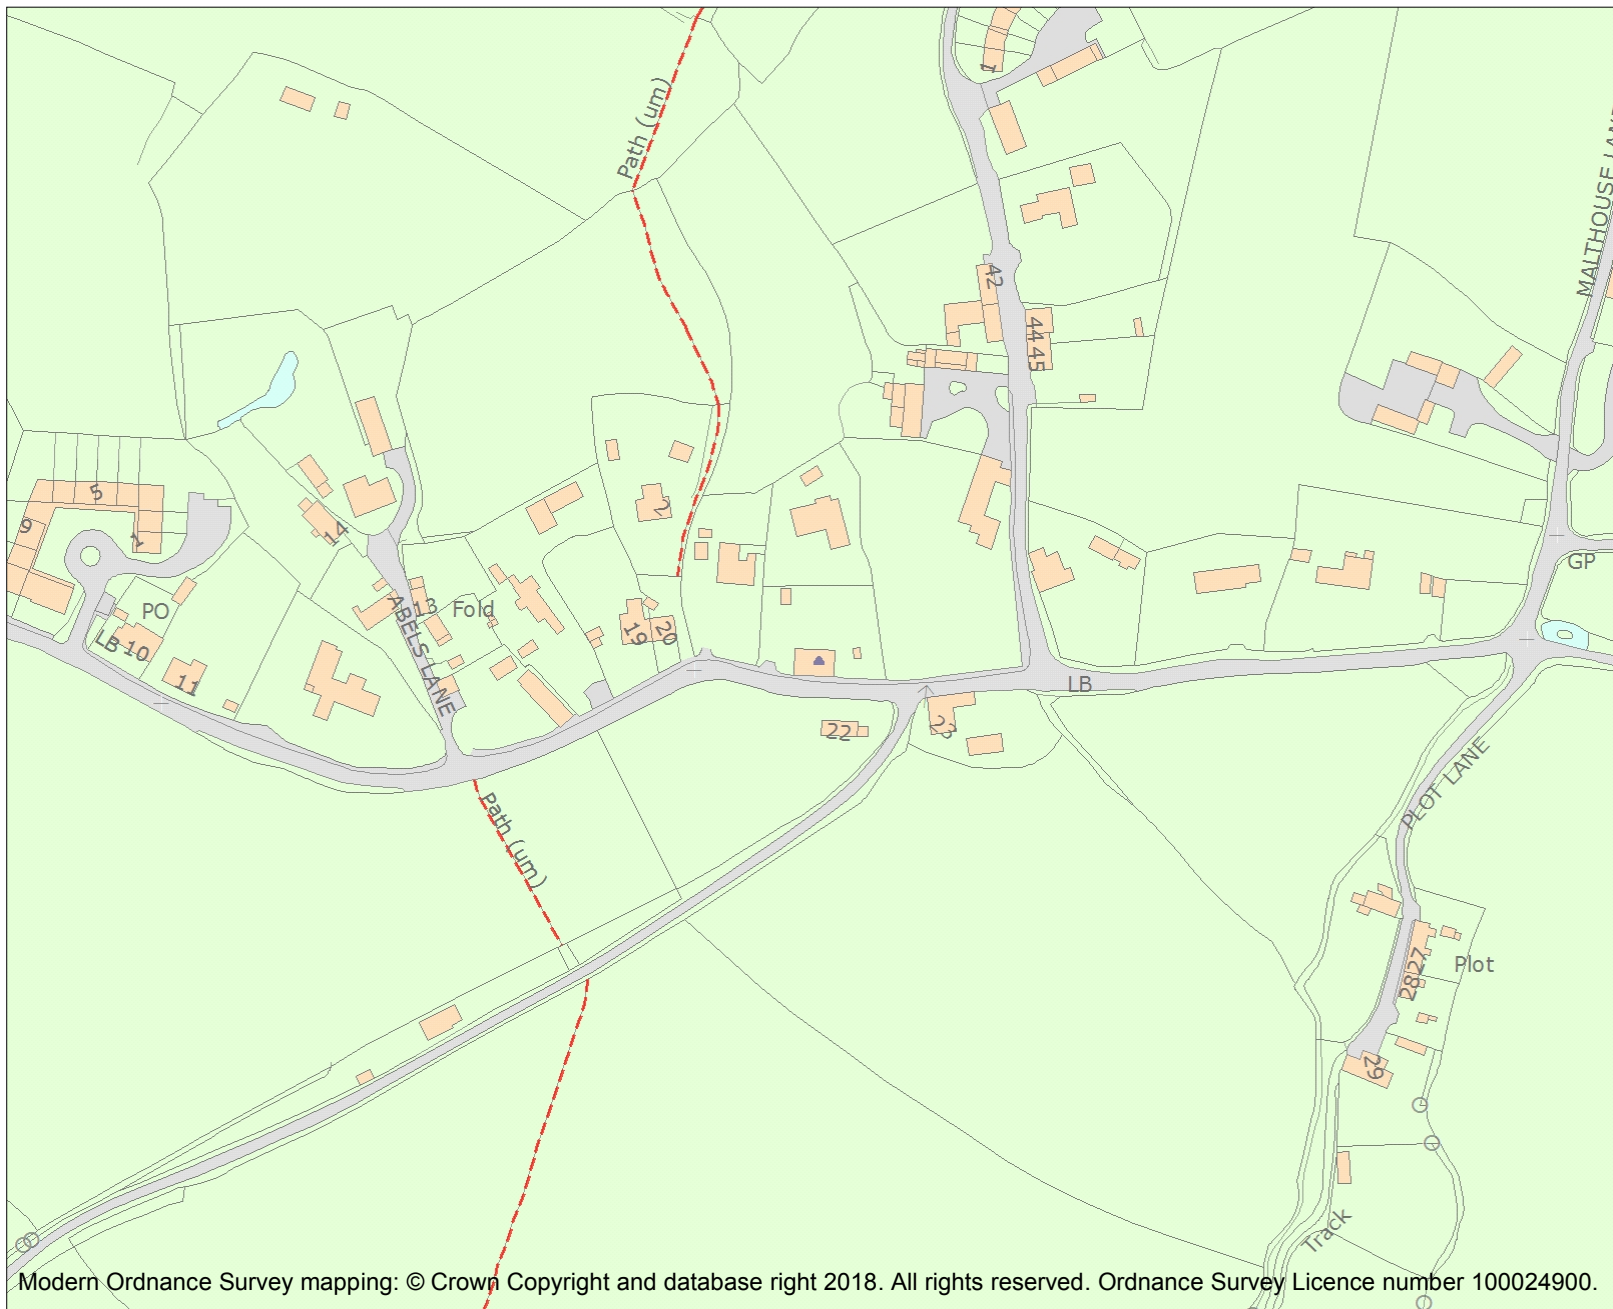 1
Path (um)
MALTHOUSE LAN
42
44
45
5
9
1
14
2
GP
PO
13
Fold
ABELS LANE
LB
10
11
19
20
LB
22
23
PLOT LANE
Path (um)
Plot
27
28
29
Track
Modern Ordnance Survey mapping: © Crown Copyright and database right 2018. All rights reserved. Ordnance Survey Licence number 100024900.